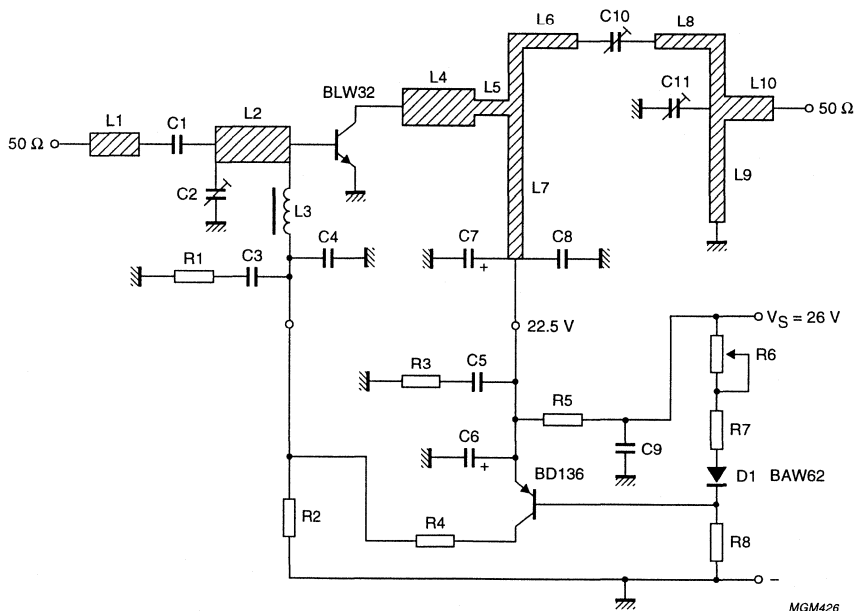 C10
L6
L8
BLW32
L4
L5
C11
L10
L1
C1
L2
50 Ω
50 Ω
C2
L3
L7
L9
C4
C7
C8
R1
C3
+
22.5 V
VS = 26 V
R6
R3
C5
R5
R7
C6
C9
+
BD136
D1 BAW62
R2
R4
R8
–
MGM426